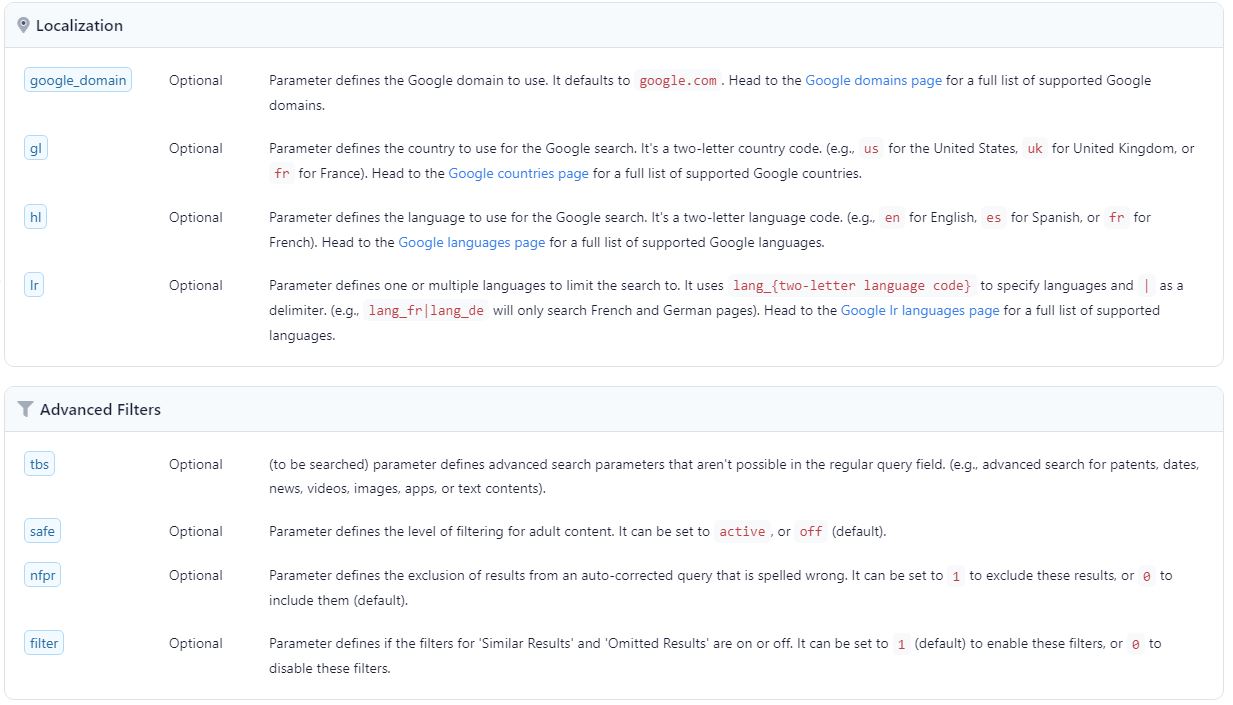 Localization
google_domain Optional Parameter defines the Google domain to use. It defaults to google.com. Head to the Google domains page for a full list of supported Google
domains.
gl Optional Parameter defines the country to use for the Google search. It's a two-letter country code. (e.g., us for the United States, uk for United Kingdom, or
fr for France). Head to the Google countries page for a full list of supported Google countries.
hl Optional Parameter defines the language to use for the Google search. It's a two-letter language code. (e.g., en for English, es for Spanish, or fr for
French). Head to the Google languages page for a full list of supported Google languages.
lr Optional Parameter defines one or multiple languages to limit the search to. It uses lang_{two-letter language code} to specify languages and | as a
delimiter. (e.g., lang_fr|lang_de will only search French and German pages). Head to the Google lr languages page for a full list of supported
languages.
Advanced Filters
tbs Optional (to be searched) parameter defines advanced search parameters that aren't possible in the regular query field. (e.g., advanced search for patents, dates,
news, videos, images, apps, or text contents).
safe Optional Parameter defines the level of filtering for adult content. It can be set to active, or off (default).
nfpr Optional Parameter defines the exclusion of results from an auto-corrected query that is spelled wrong. It can be set to 1 to exclude these results, or 0 to
include them (default).
filter Optional Parameter defines if the filters for 'Similar Results' and 'Omitted Results' are on or off. It can be set to 1 (default) to enable these filters, or 0 to
disable these filters.